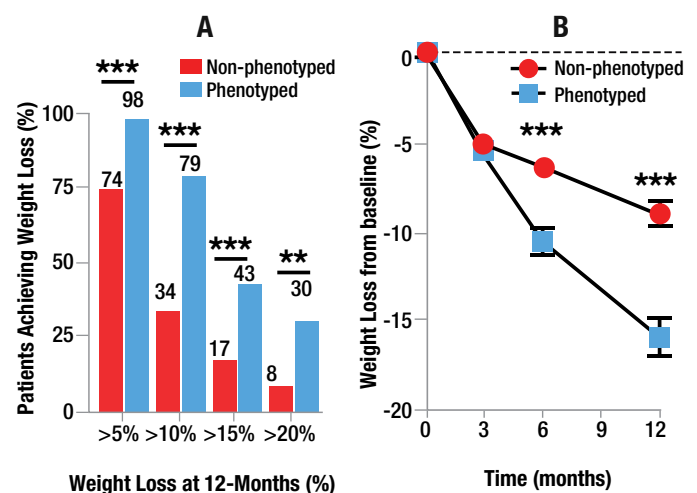 A
Non-phenotyped
Phenotyped
Patients Achieving Weight Loss (%)
100
75
50
25
0
***
98
74
***
79
34
***
43
17
**
30
8
>5% >10% >15% >20%
Weight Loss at 12-Months (%)
B
Non-phenotyped
Phenotyped
Weight Loss from baseline (%)
0
-5
-10
-15
-20
***
***
0 3 6 9 12
Time (months)